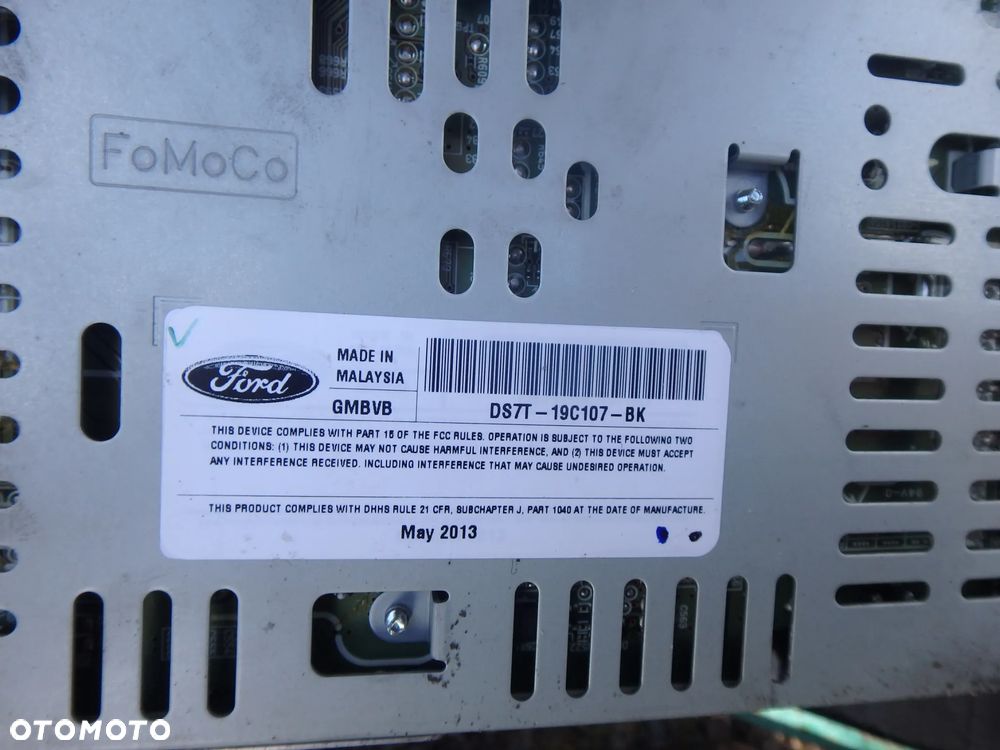 FoMoCo
Ford
MADE IN
MALAYSIA
GMBVB
DS7T-19C107-BK
THIS DEVICE COMPLIES WITH PART 15 OF THE FCC RULES. OPERATION IS SUBJECT TO THE FOLLOWING TWO
CONDITIONS: (1) THIS DEVICE MAY NOT CAUSE HARMFUL INTERFERENCE, AND (2) THIS DEVICE MUST ACCEPT
ANY INTERFERENCE RECEIVED. INCLUDING INTERFERENCE THAT MAY CAUSE UNDESIRED OPERATION.
THIS PRODUCT COMPLIES WITH DHHS RULE 21 CFR, SUBCHAPTER J, PART 1040 AT THE DATE OF MANUFACTURE.
May 2013
94V-0
OTOMOTO